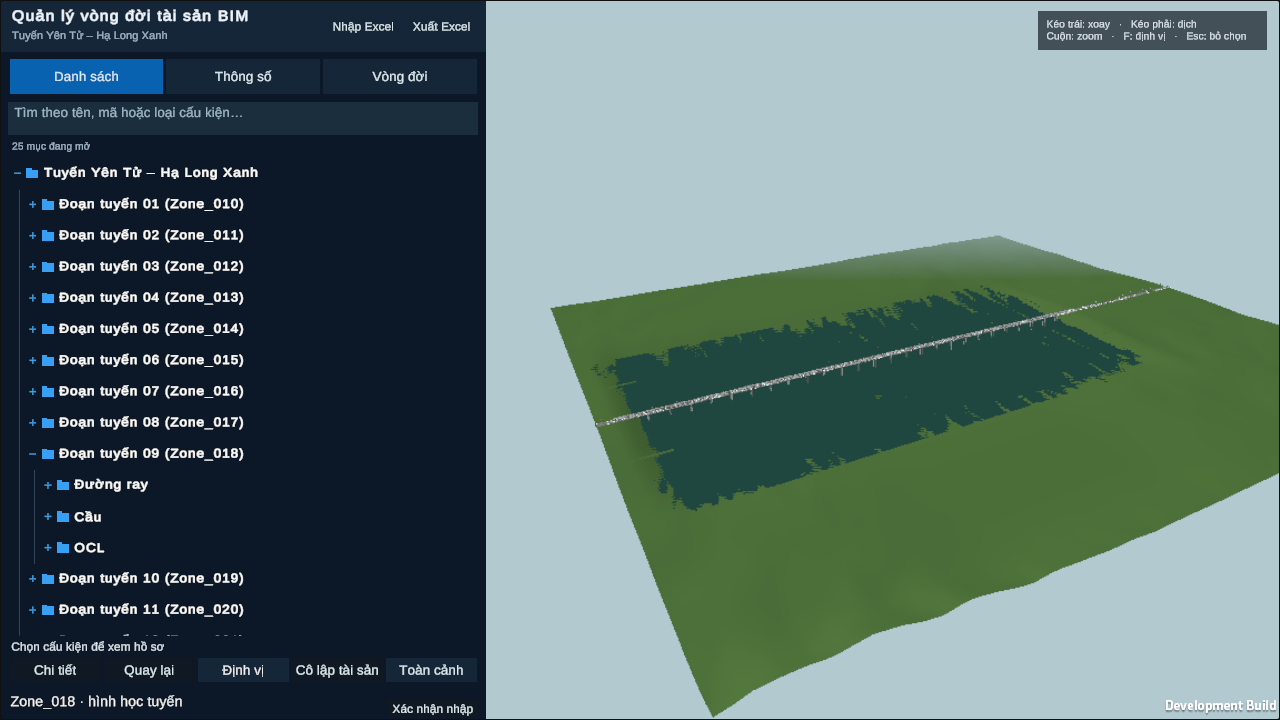 Quản lý vòng đời tài sản BIM
Tuyến Yên Tử – Hạ Long Xanh
Nhập Excel
Xuất Excel
Danh sách
Thông số
Vòng đời
Tìm theo tên, mã hoặc loại cấu kiện...
25 mục đang mở
Tuyến Yên Tử – Hạ Long Xanh
Đoạn tuyến 01 (Zone_010)
Đoạn tuyến 02 (Zone_011)
Đoạn tuyến 03 (Zone_012)
Đoạn tuyến 04 (Zone_013)
Đoạn tuyến 05 (Zone_014)
Đoạn tuyến 06 (Zone_015)
Đoạn tuyến 07 (Zone_016)
Đoạn tuyến 08 (Zone_017)
Đoạn tuyến 09 (Zone_018)
Đường ray
Cầu
OCL
Đoạn tuyến 10 (Zone_019)
Đoạn tuyến 11 (Zone_020)
Chọn cấu kiện để xem hồ sơ
Chi tiết
Quay lại
Định vị
Cô lập tài sản
Toàn cảnh
Zone_018 · hình học tuyến
Xác nhận nhập
Kéo trái: xoay · Kéo phải: dịch
Cuộn: zoom · F: định vị · Esc: bỏ chọn
Development Build